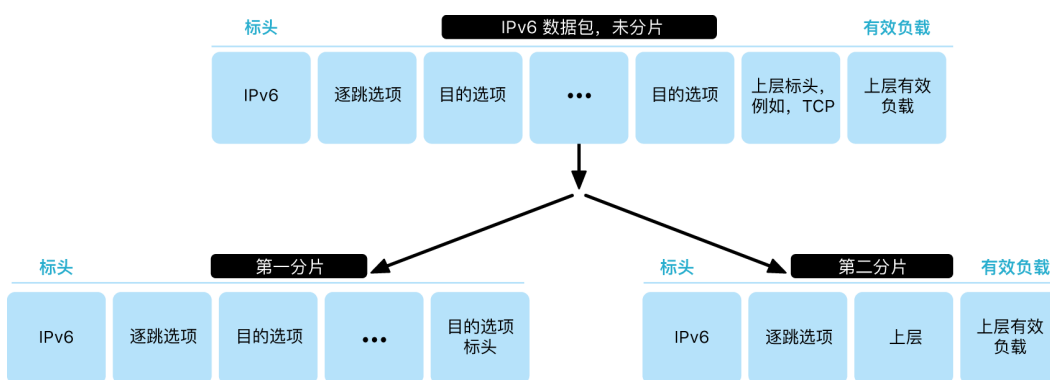 标头
IPv6 数据包，未分片
有效负载
IPv6
逐跳选项
目的选项
•••
目的选项
上层标头，
例如，TCP
上层有效
负载
标头
第一分片
IPv6
逐跳选项
目的选项
•••
目的选项
标头
标头
第二分片
有效负载
IPv6
逐跳选项
上层
上层有效
负载